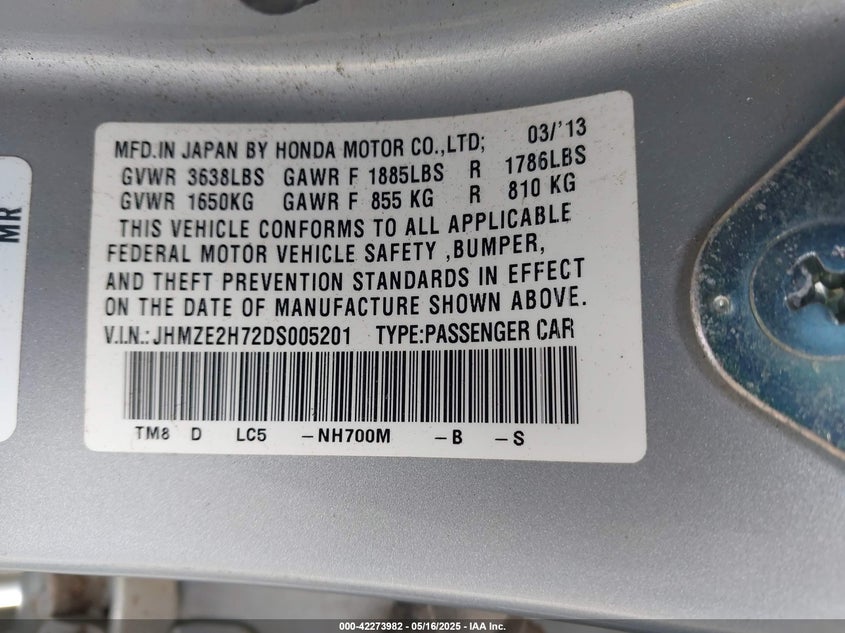 MFD.IN JAPAN BY HONDA MOTOR CO.,LTD; 03/'13
GVWR 3638LBS GAWR F 1885LBS R 1786LBS
GVWR 1650KG GAWR F 855 KG R 810 KG
THIS VEHICLE CONFORMS TO ALL APPLICABLE
FEDERAL MOTOR VEHICLE SAFETY ,BUMPER,
AND THEFT PREVENTION STANDARDS IN EFFECT
ON THE DATE OF MANUFACTURE SHOWN ABOVE.
V.I.N.:JHMZE2H72DS005201 TYPE:PASSENGER CAR
TM8 D LC5 -NH700M -B -S
MR
000-42273982 - 05/16/2025 - IAA Inc.